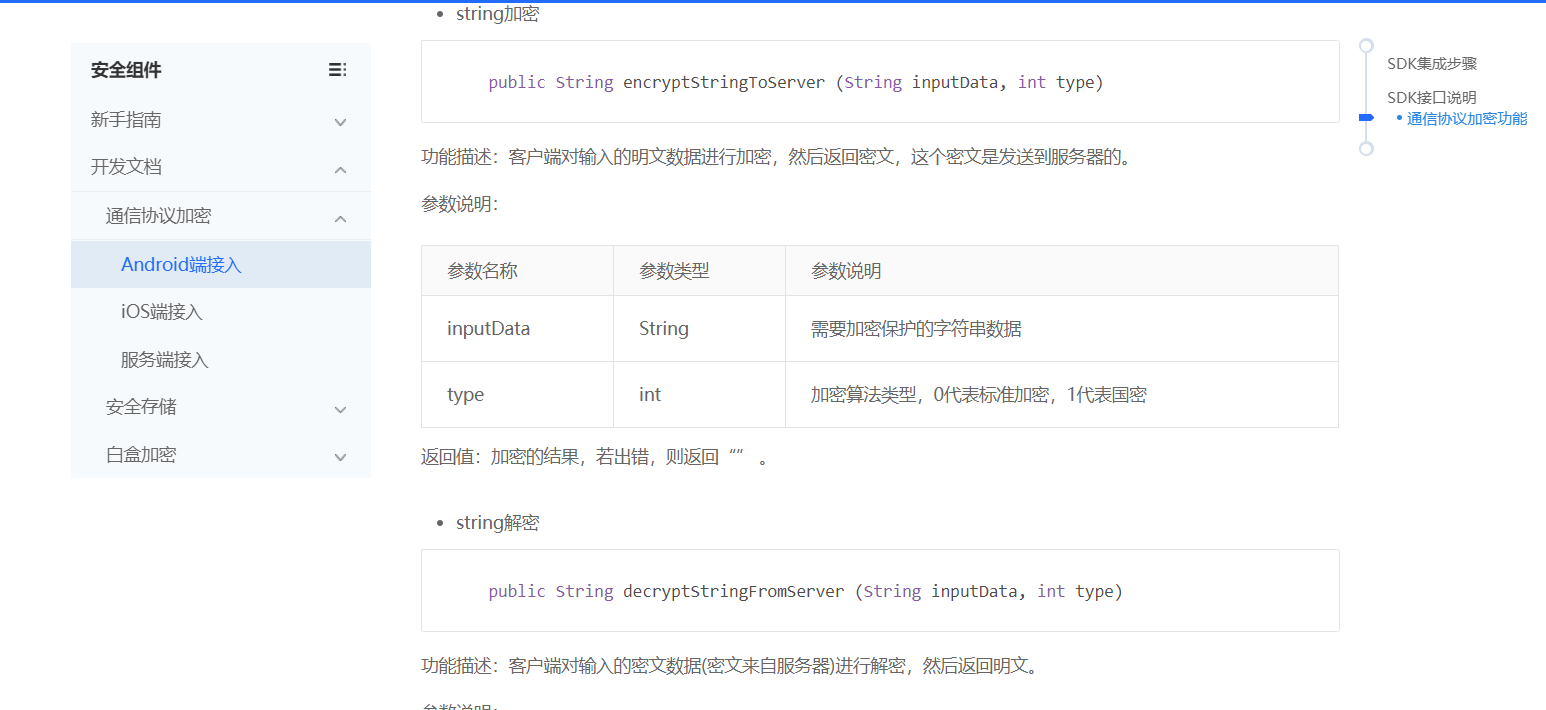 string加密
安全组件
新手指南
开发文档
通信协议加密
Android端接入
iOS端接入
服务端接入
安全存储
白盒加密
public String encryptStringToServer (String inputData, int type)
功能描述：客户端对输入的明文数据进行加密，然后返回密文，这个密文是发送到服务器的。
参数说明：
参数名称 参数类型 参数说明
inputData String 需要加密保护的字符串数据
type int 加密算法类型，0代表标准加密，1代表国密
返回值：加密的结果，若出错，则返回“” 。
string解密
public String decryptStringFromServer (String inputData, int type)
功能描述：客户端对输入的密文数据(密文来自服务器)进行解密，然后返回明文。
参数说明：
SDK集成步骤
SDK接口说明
通信协议加密功能